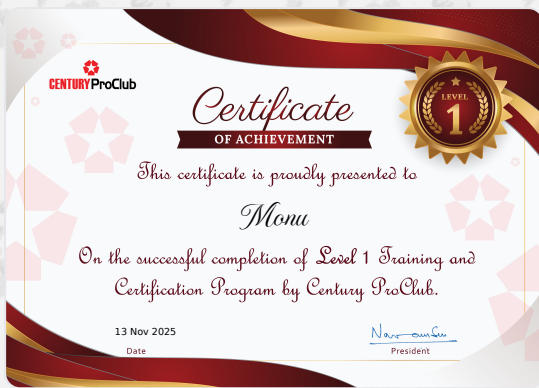 CENTURY ProClub
LEVEL
1
Certificate
OF ACHIEVEMENT
This certificate is proudly presented to
Monu
On the successful completion of Level 1 Training and
Certification Program by Century ProClub.
13 Nov 2025
Date
President